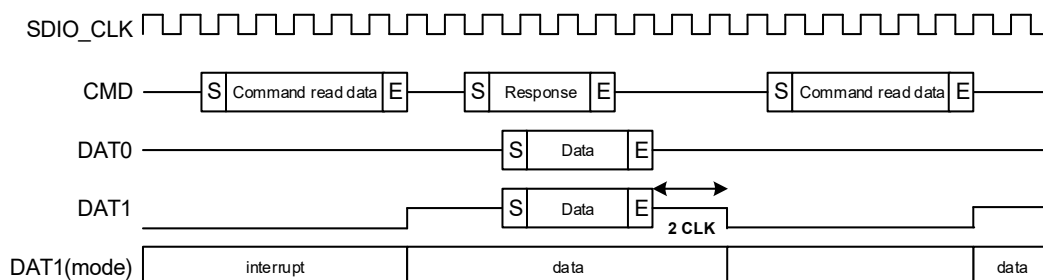 SDIO_CLK
CMD S Command read data E S Response E S Command read data E
DAT0 S Data E
DAT1 S Data E 2 CLK
DAT1(mode) interrupt data data